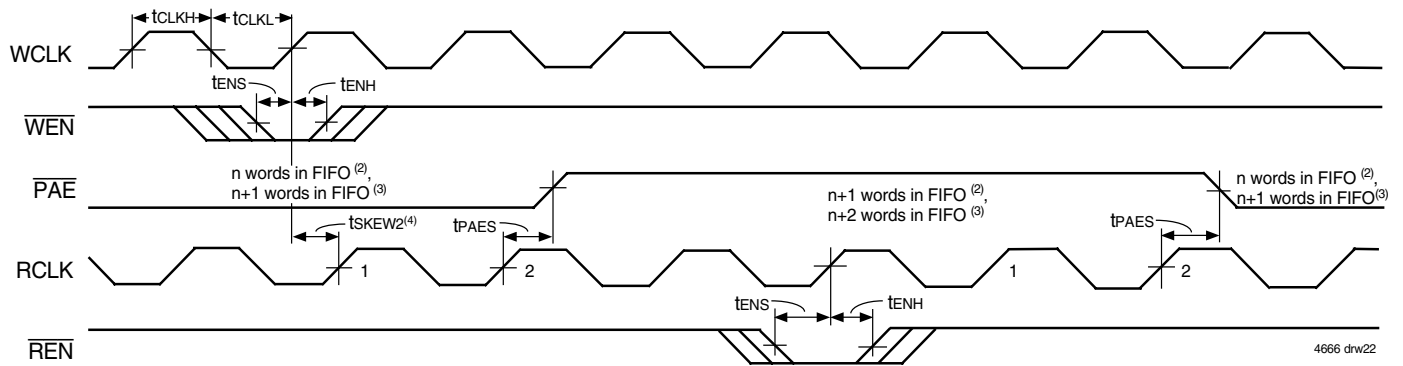 tCLKH
tCLKL
WCLK
tENS
tENH
WEN
n words in FIFO (2),
n+1 words in FIFO (3)
PAE
n+1 words in FIFO (2),
n+2 words in FIFO (3)
n words in FIFO (2),
n+1 words in FIFO(3)
tSKEW2(4)
tPAES
tPAES
RCLK
1
2
1
2
tENS
tENH
REN
4666 drw22